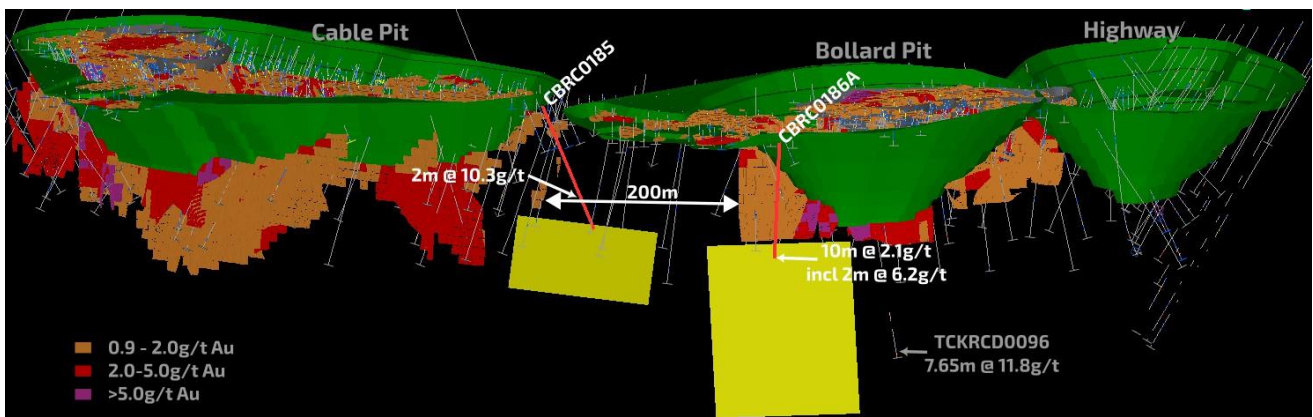 Cable Pit
Bollard Pit
Highway
CBRC0185
CBRC0186A
2m @ 10.3g/t
200m
10m @ 2.1g/t
incl 2m @ 6.2g/t
TCKRCD0096
7.65m @ 11.8g/t
0.9 - 2.0g/t Au
2.0-5.0g/t Au
>5.0g/t Au